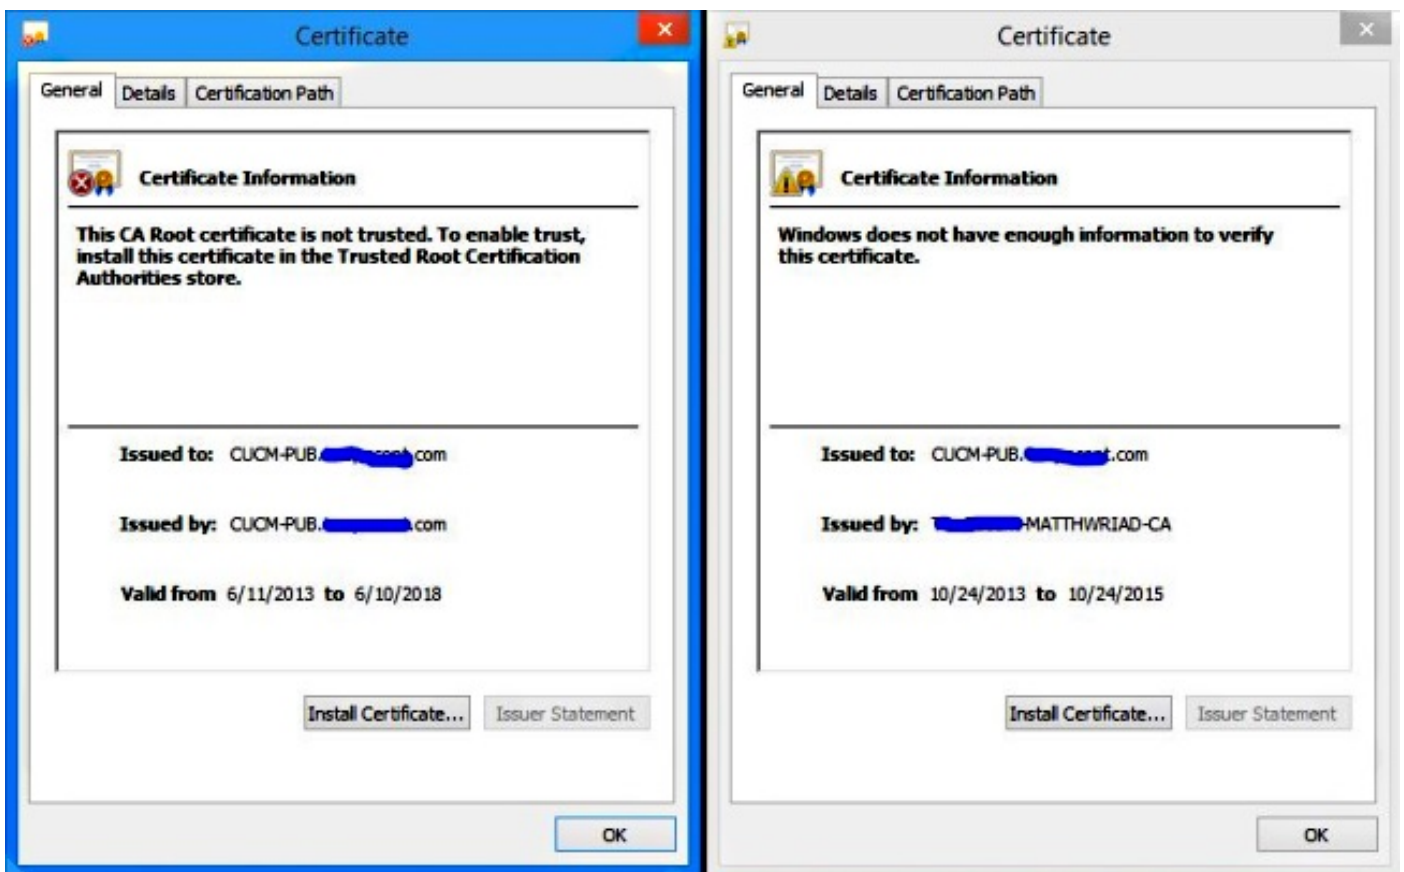 Certificate
General Details Certification Path
Certificate Information
This CA Root certificate is not trusted. To enable trust,
install this certificate in the Trusted Root Certification
Authorities store.
Issued to: CUCM-PUB. .com
Issued by: CUCM-PUB. .com
Valid from 6/11/2013 to 6/10/2018
Install Certificate... Issuer Statement
OK
Certificate
General Details Certification Path
Certificate Information
Windows does not have enough information to verify
this certificate.
Issued to: CUCM-PUB. .com
Issued by: -MATTHWRIAD-CA
Valid from 10/24/2013 to 10/24/2015
Install Certificate... Issuer Statement
OK